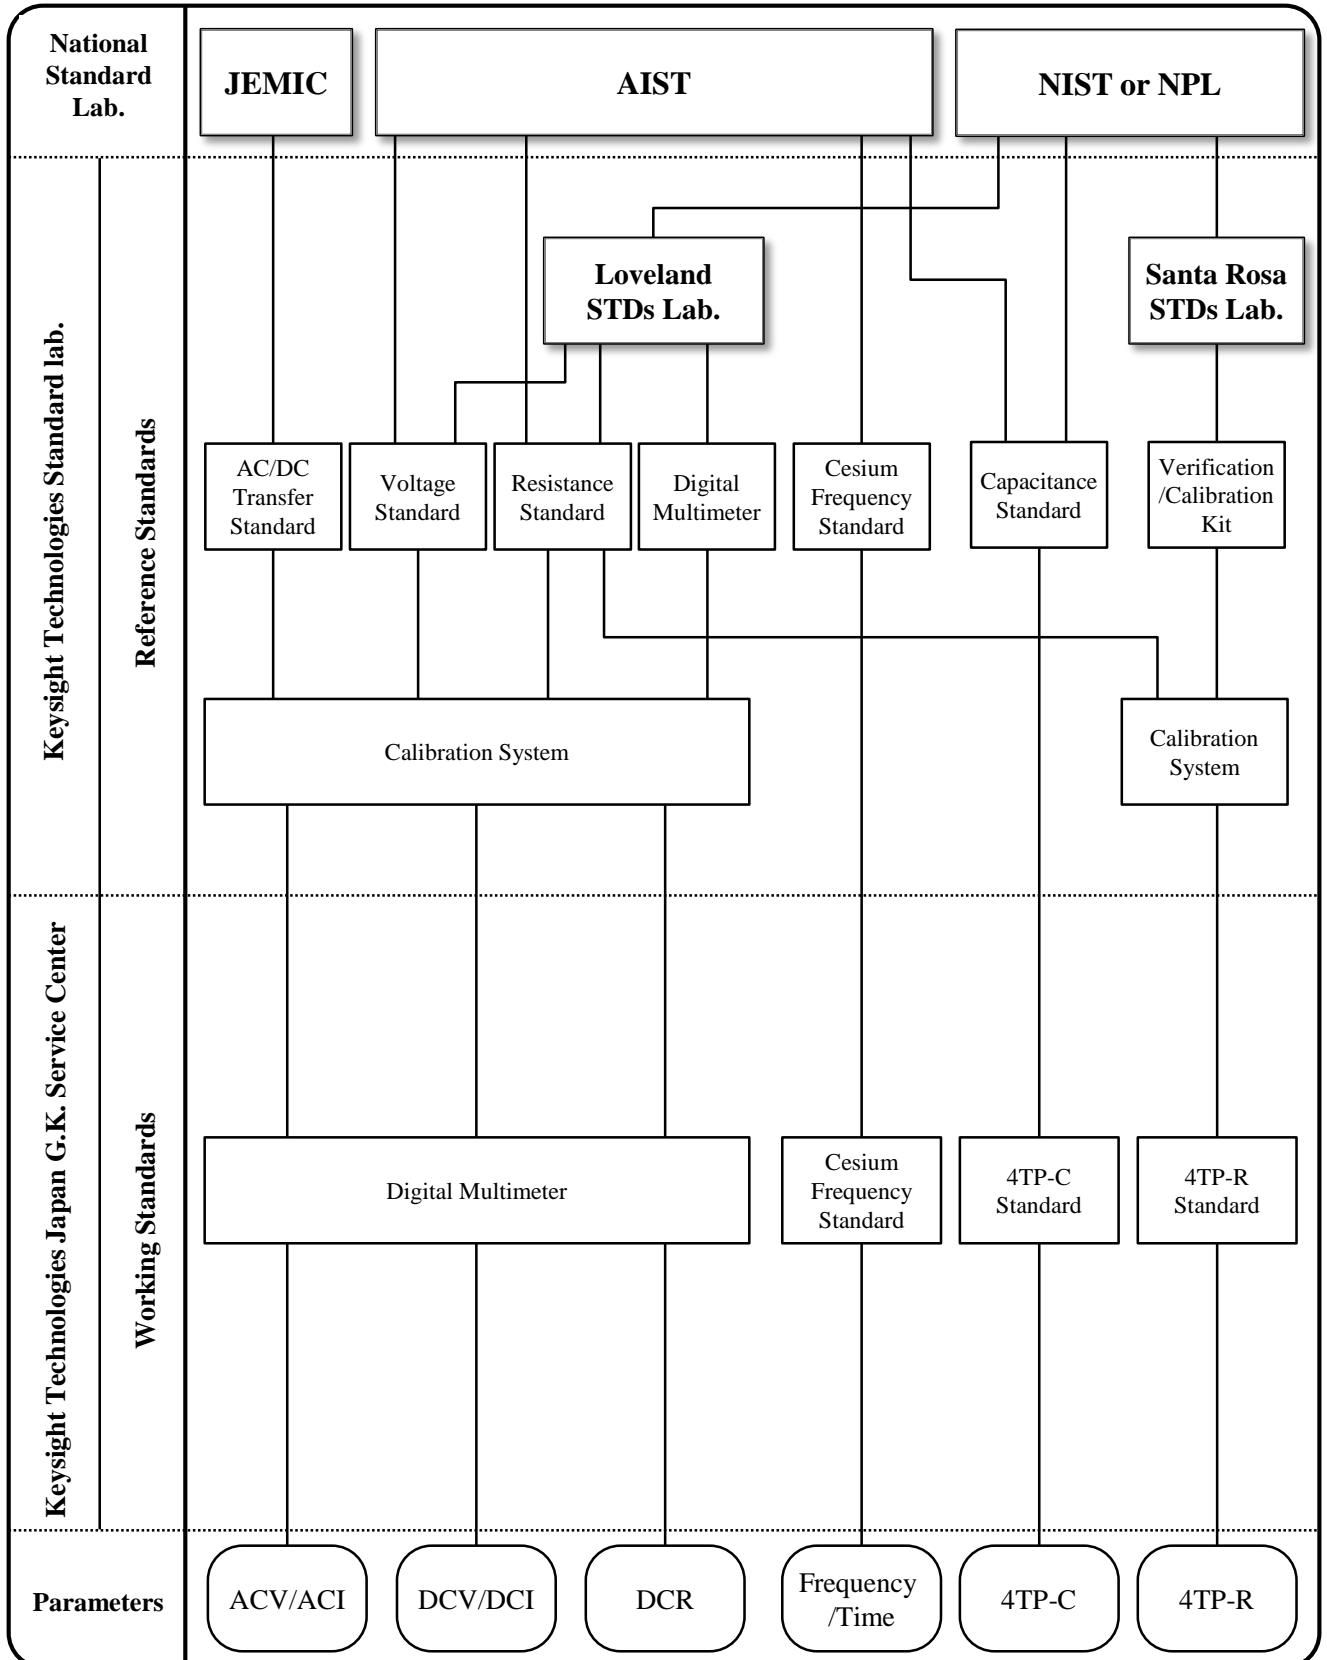 National
Standard
Lab.
JEMIC
AIST
NIST or NPL
Keysight Technologies Standard lab.
Reference Standards
Loveland
STDs Lab.
Santa Rosa
STDs Lab.
AC/DC
Transfer
Standard
Voltage
Standard
Resistance
Standard
Digital
Multimeter
Cesium
Frequency
Standard
Capacitance
Standard
Verification
/Calibration
Kit
Calibration System
Calibration
System
Keysight Technologies Japan G.K. Service Center
Working Standards
Digital Multimeter
Cesium
Frequency
Standard
4TP-C
Standard
4TP-R
Standard
Parameters
ACV/ACI
DCV/DCI
DCR
Frequency
/Time
4TP-C
4TP-R